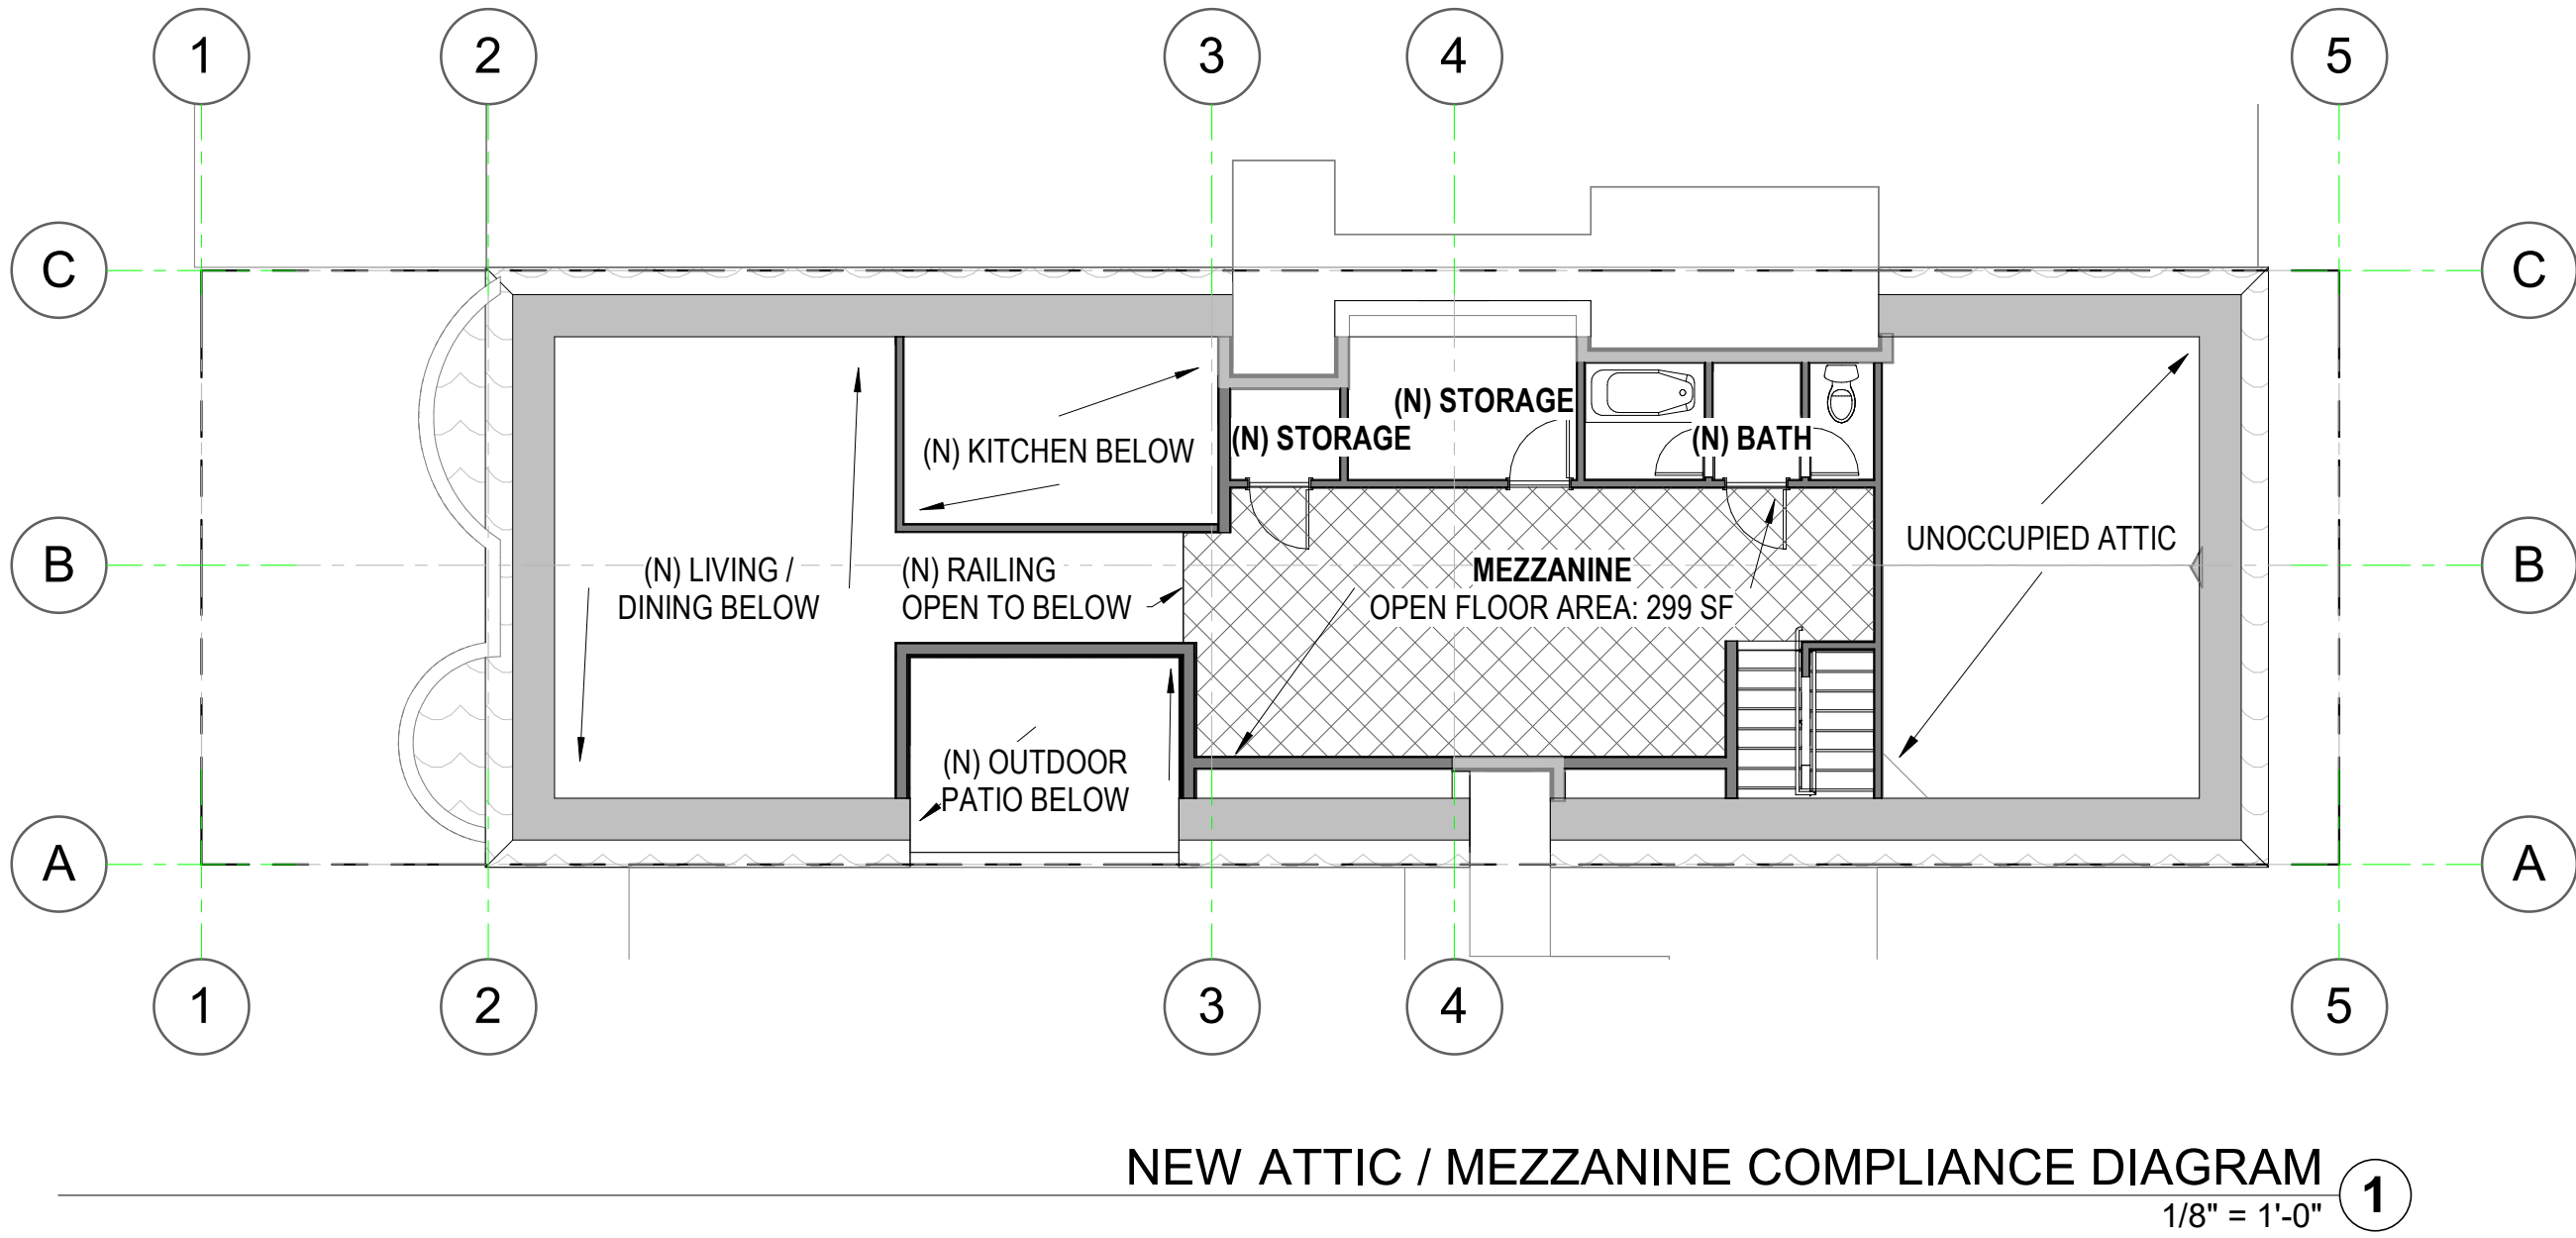 1
2
3
4
5
C
C
(N) STORAGE
(N) STORAGE
(N) BATH
(N) KITCHEN BELOW
UNOCCUPIED ATTIC
B
B
(N) LIVING /
DINING BELOW
(N) RAILING
OPEN TO BELOW
MEZZANINE
OPEN FLOOR AREA: 299 SF
(N) OUTDOOR
PATIO BELOW
A
A
1
2
3
4
5
NEW ATTIC / MEZZANINE COMPLIANCE DIAGRAM
1
1/8" = 1'-0"